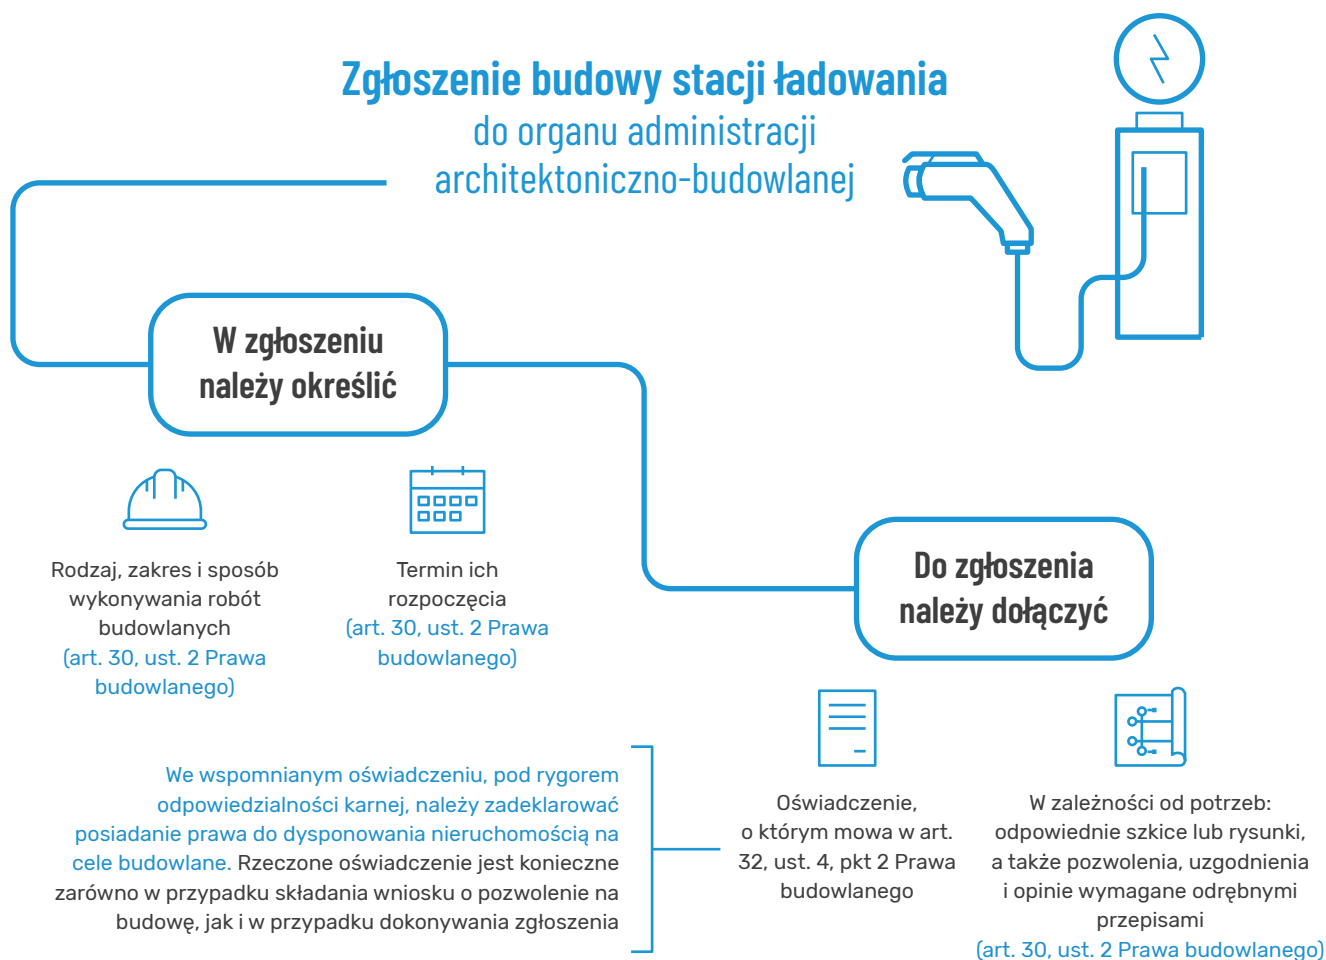 Zgłoszenie budowy stacji ładowania
do organu administracji
architektoniczno-budowlanej
W zgłoszeniu
należy określić
Rodzaj, zakres i sposób
wykonywania robót
budowlanych
(art. 30, ust. 2 Prawa
budowlanego)
Termin ich
rozpoczęcia
(art. 30, ust. 2 Prawa
budowlanego)
Do zgłoszenia
należy dołączyć
Oświadczenie,
o którym mowa w art.
32, ust. 4, pkt 2 Prawa
budowlanego
W zależności od potrzeb:
odpowiednie szkice lub rysunki,
a także pozwolenia, uzgodnienia
i opinie wymagane odrębnymi
przepisami
(art. 30, ust. 2 Prawa budowlanego)
We wspomnianym oświadczeniu, pod rygorem
odpowiedzialności karnej, należy zadeklarować
posiadanie prawa do dysponowania nieruchomością na
cele budowlane. Rzeczone oświadczenie jest konieczne
zarówno w przypadku składania wniosku o pozwolenie na
budowę, jak i w przypadku dokonywania zgłoszenia